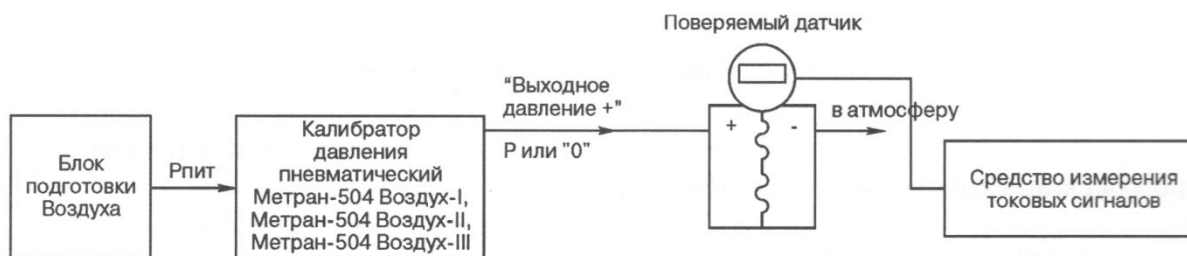 Поверяемый датчик
"Выходное
давление +"
P или "0"
+
-
в атмосферу
Блок
подготовки
Воздуха
Рпит
Калибратор
давления
пневматический
Метран-504 Воздух-I,
Метран-504 Воздух-II,
Метран-504 Воздух-III
Средство измерения
токовых сигналов